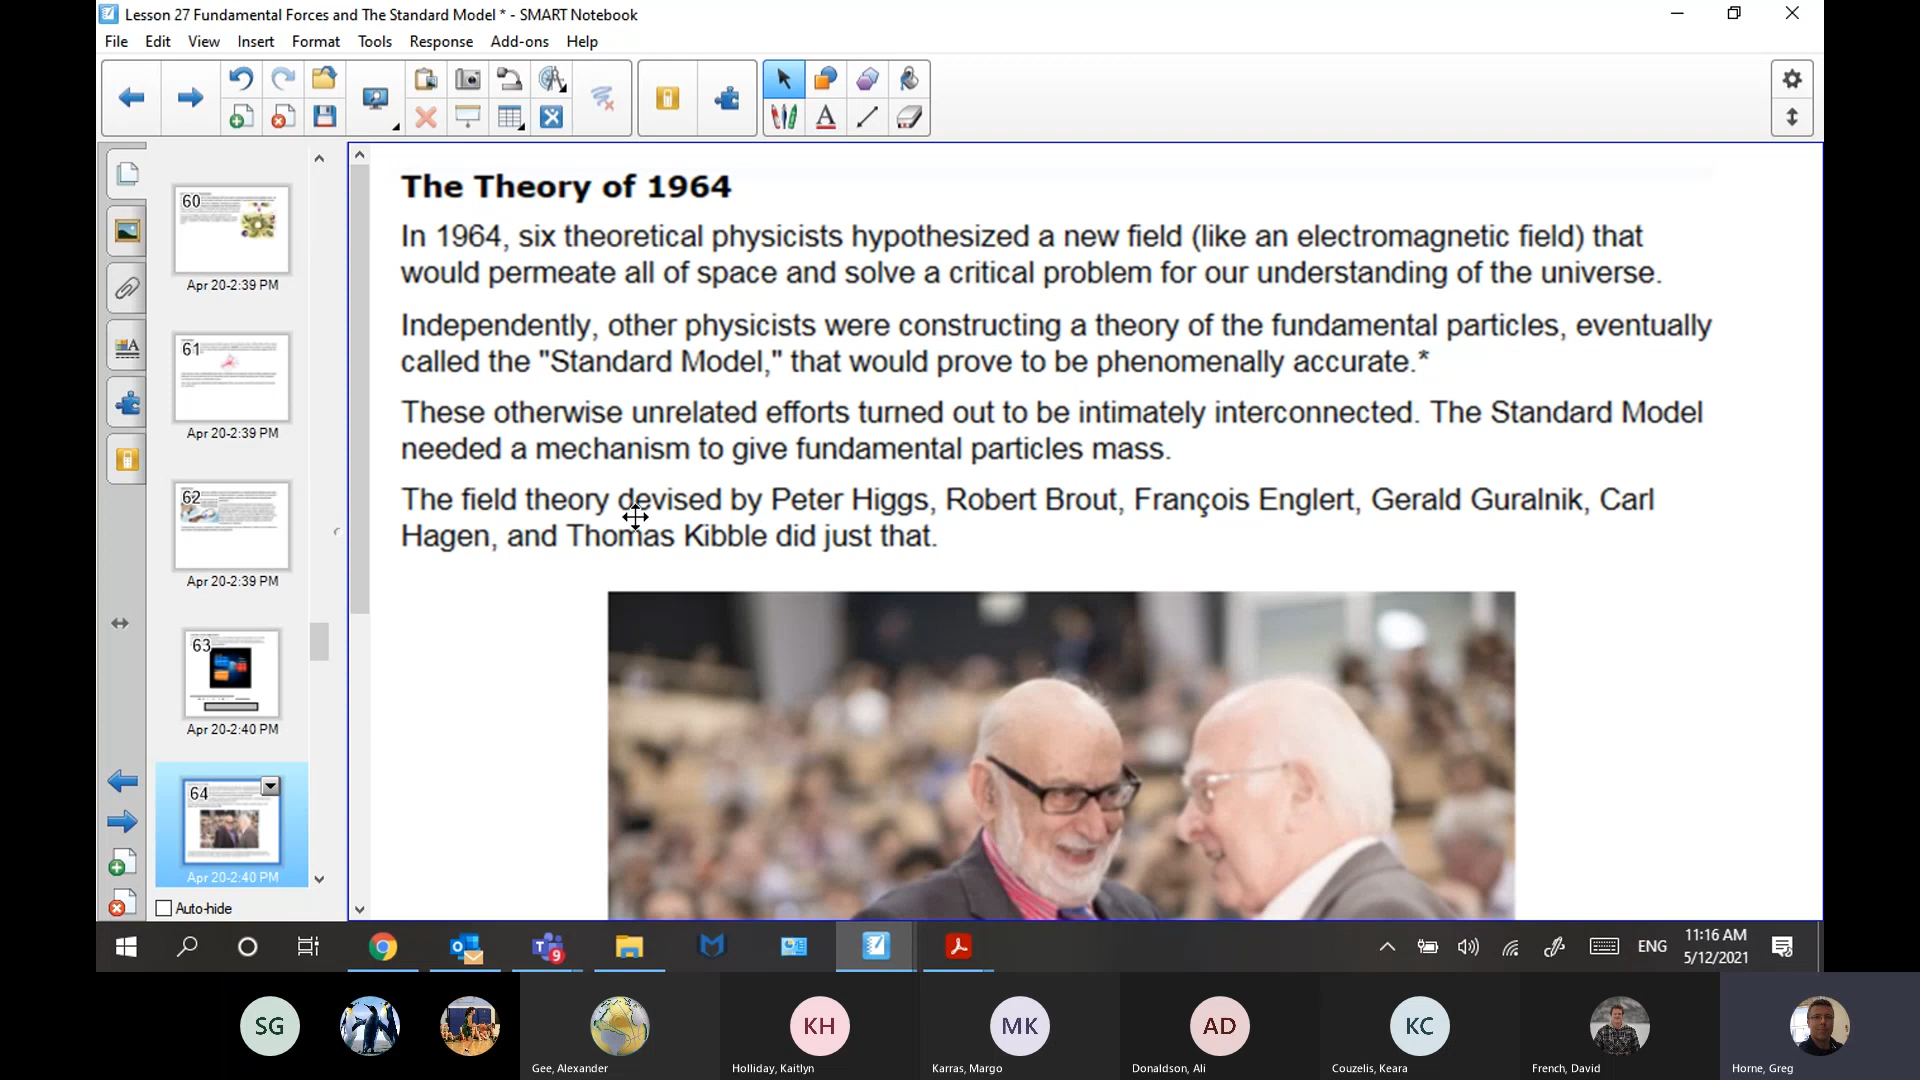 Lesson 27 Fundamental Forces and The Standard Model * - SMART Notebook
File Edit View Insert Format Tools Response Add-ons Help
60
Apr 20-2:39 PM
61
Apr 20-2:39 PM
62
Apr 20-2:39 PM
63
Apr 20-2:40 PM
64
Apr 20-2:40 PM
Auto-hide
The Theory of 1964
In 1964, six theoretical physicists hypothesized a new field (like an electromagnetic field) that
would permeate all of space and solve a critical problem for our understanding of the universe.
Independently, other physicists were constructing a theory of the fundamental particles, eventually
called the "Standard Model," that would prove to be phenomenally accurate.*
These otherwise unrelated efforts turned out to be intimately interconnected. The Standard Model
needed a mechanism to give fundamental particles mass.
The field theory devised by Peter Higgs, Robert Brout, François Englert, Gerald Guralnik, Carl
Hagen, and Thomas Kibble did just that.
9
ENG
11:16 AM
5/12/2021
SG
KH
MK
AD
KC
Gee, Alexander
Holliday, Kaitlyn
Karras, Margo
Donaldson, Ali
Couzelis, Keara
French, David
Horne, Greg